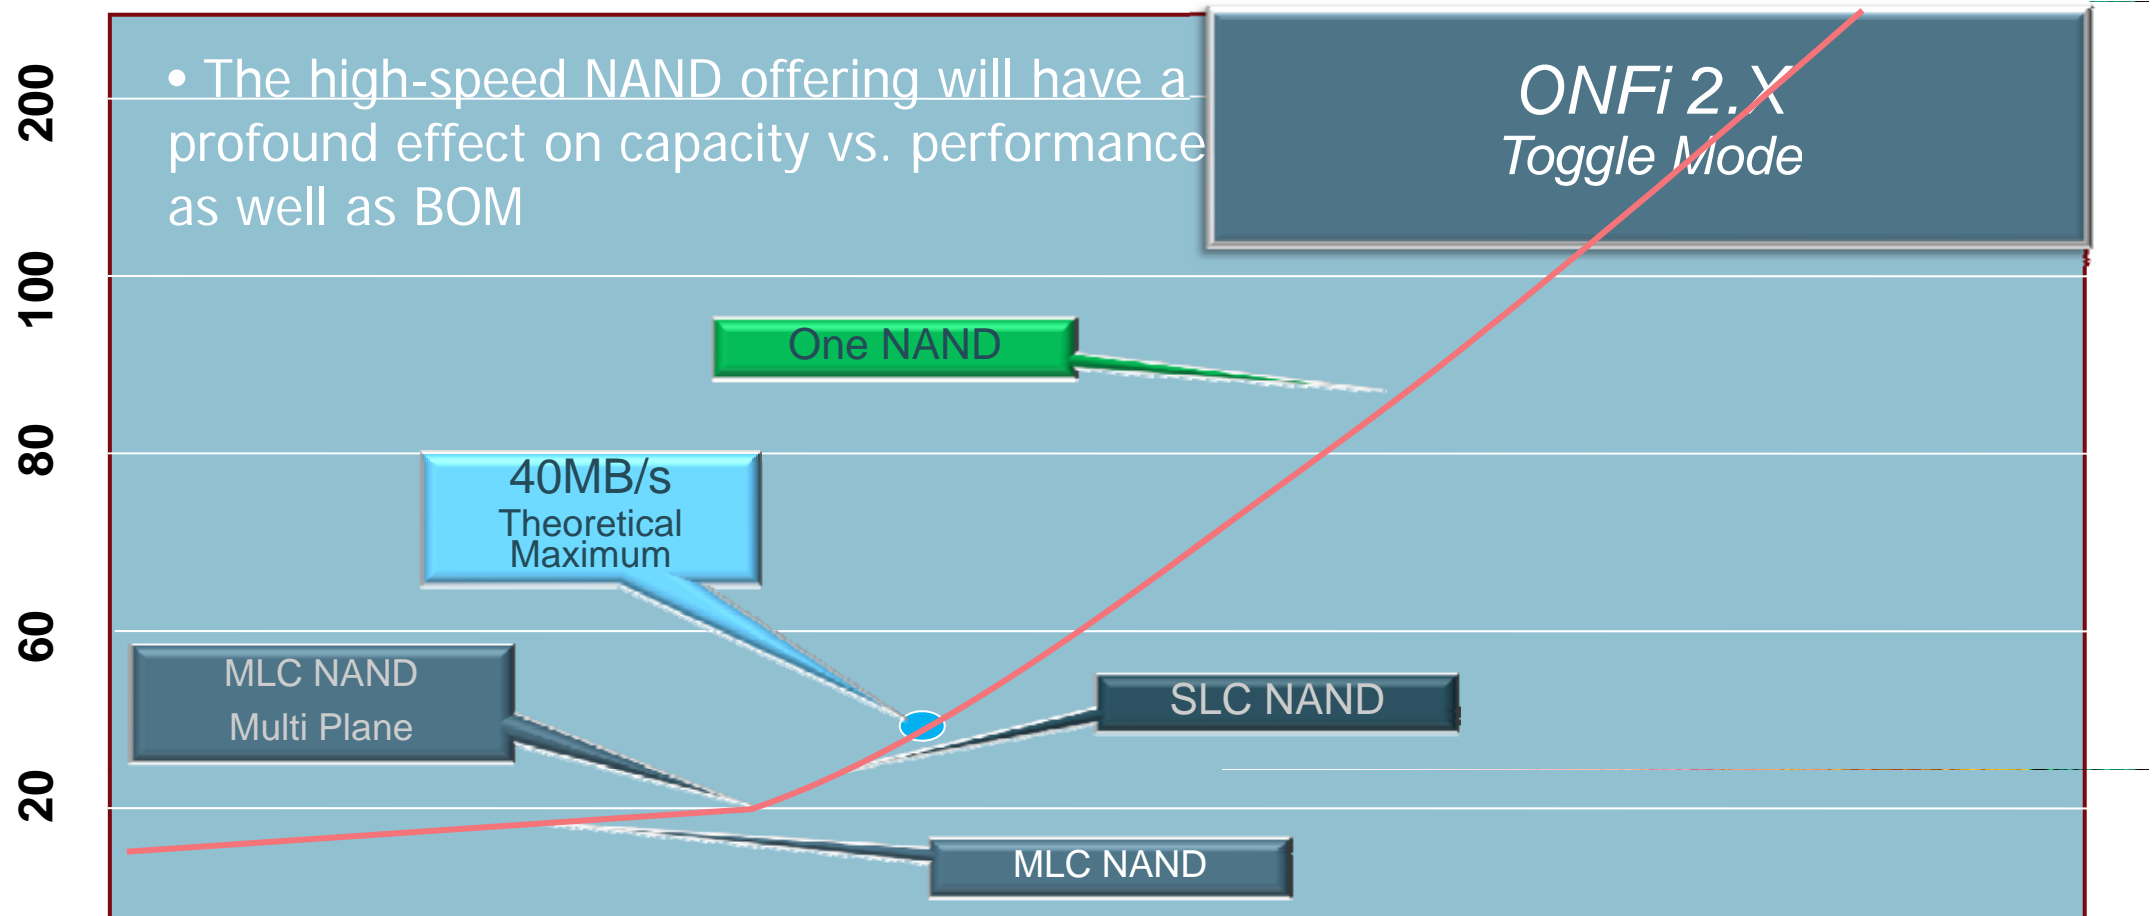 • The high-speed NAND offering will have a
profound effect on capacity vs. performance
as well as BOM
ONFi 2.X
Toggle Mode
200
100
80
60
20
One NAND
40MB/s
Theoretical
Maximum
MLC NAND
Multi Plane
SLC NAND
MLC NAND